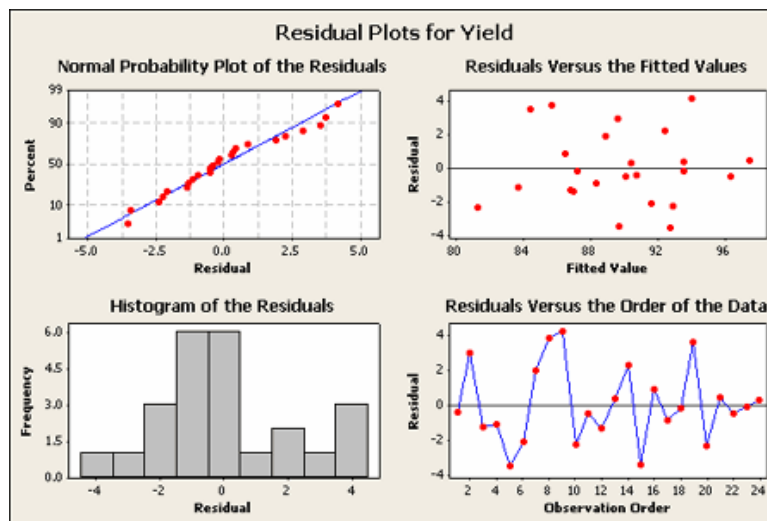 Residual Plots for Yield
Normal Probability Plot of the Residuals
99
90
50
10
1
Percent
-5.0 -2.5 0.0 2.5 5.0
Residual
Residuals Versus the Fitted Values
4
2
0
-2
-4
Residual
80 84 88 92 96
Fitted Value
Histogram of the Residuals
6.0
4.5
3.0
1.5
0.0
Frequency
-4 -2 0 2 4
Residual
Residuals Versus the Order of the Data
4
2
0
-2
-4
Residual
2 4 6 8 10 12 14 16 18 20 22 24
Observation Order